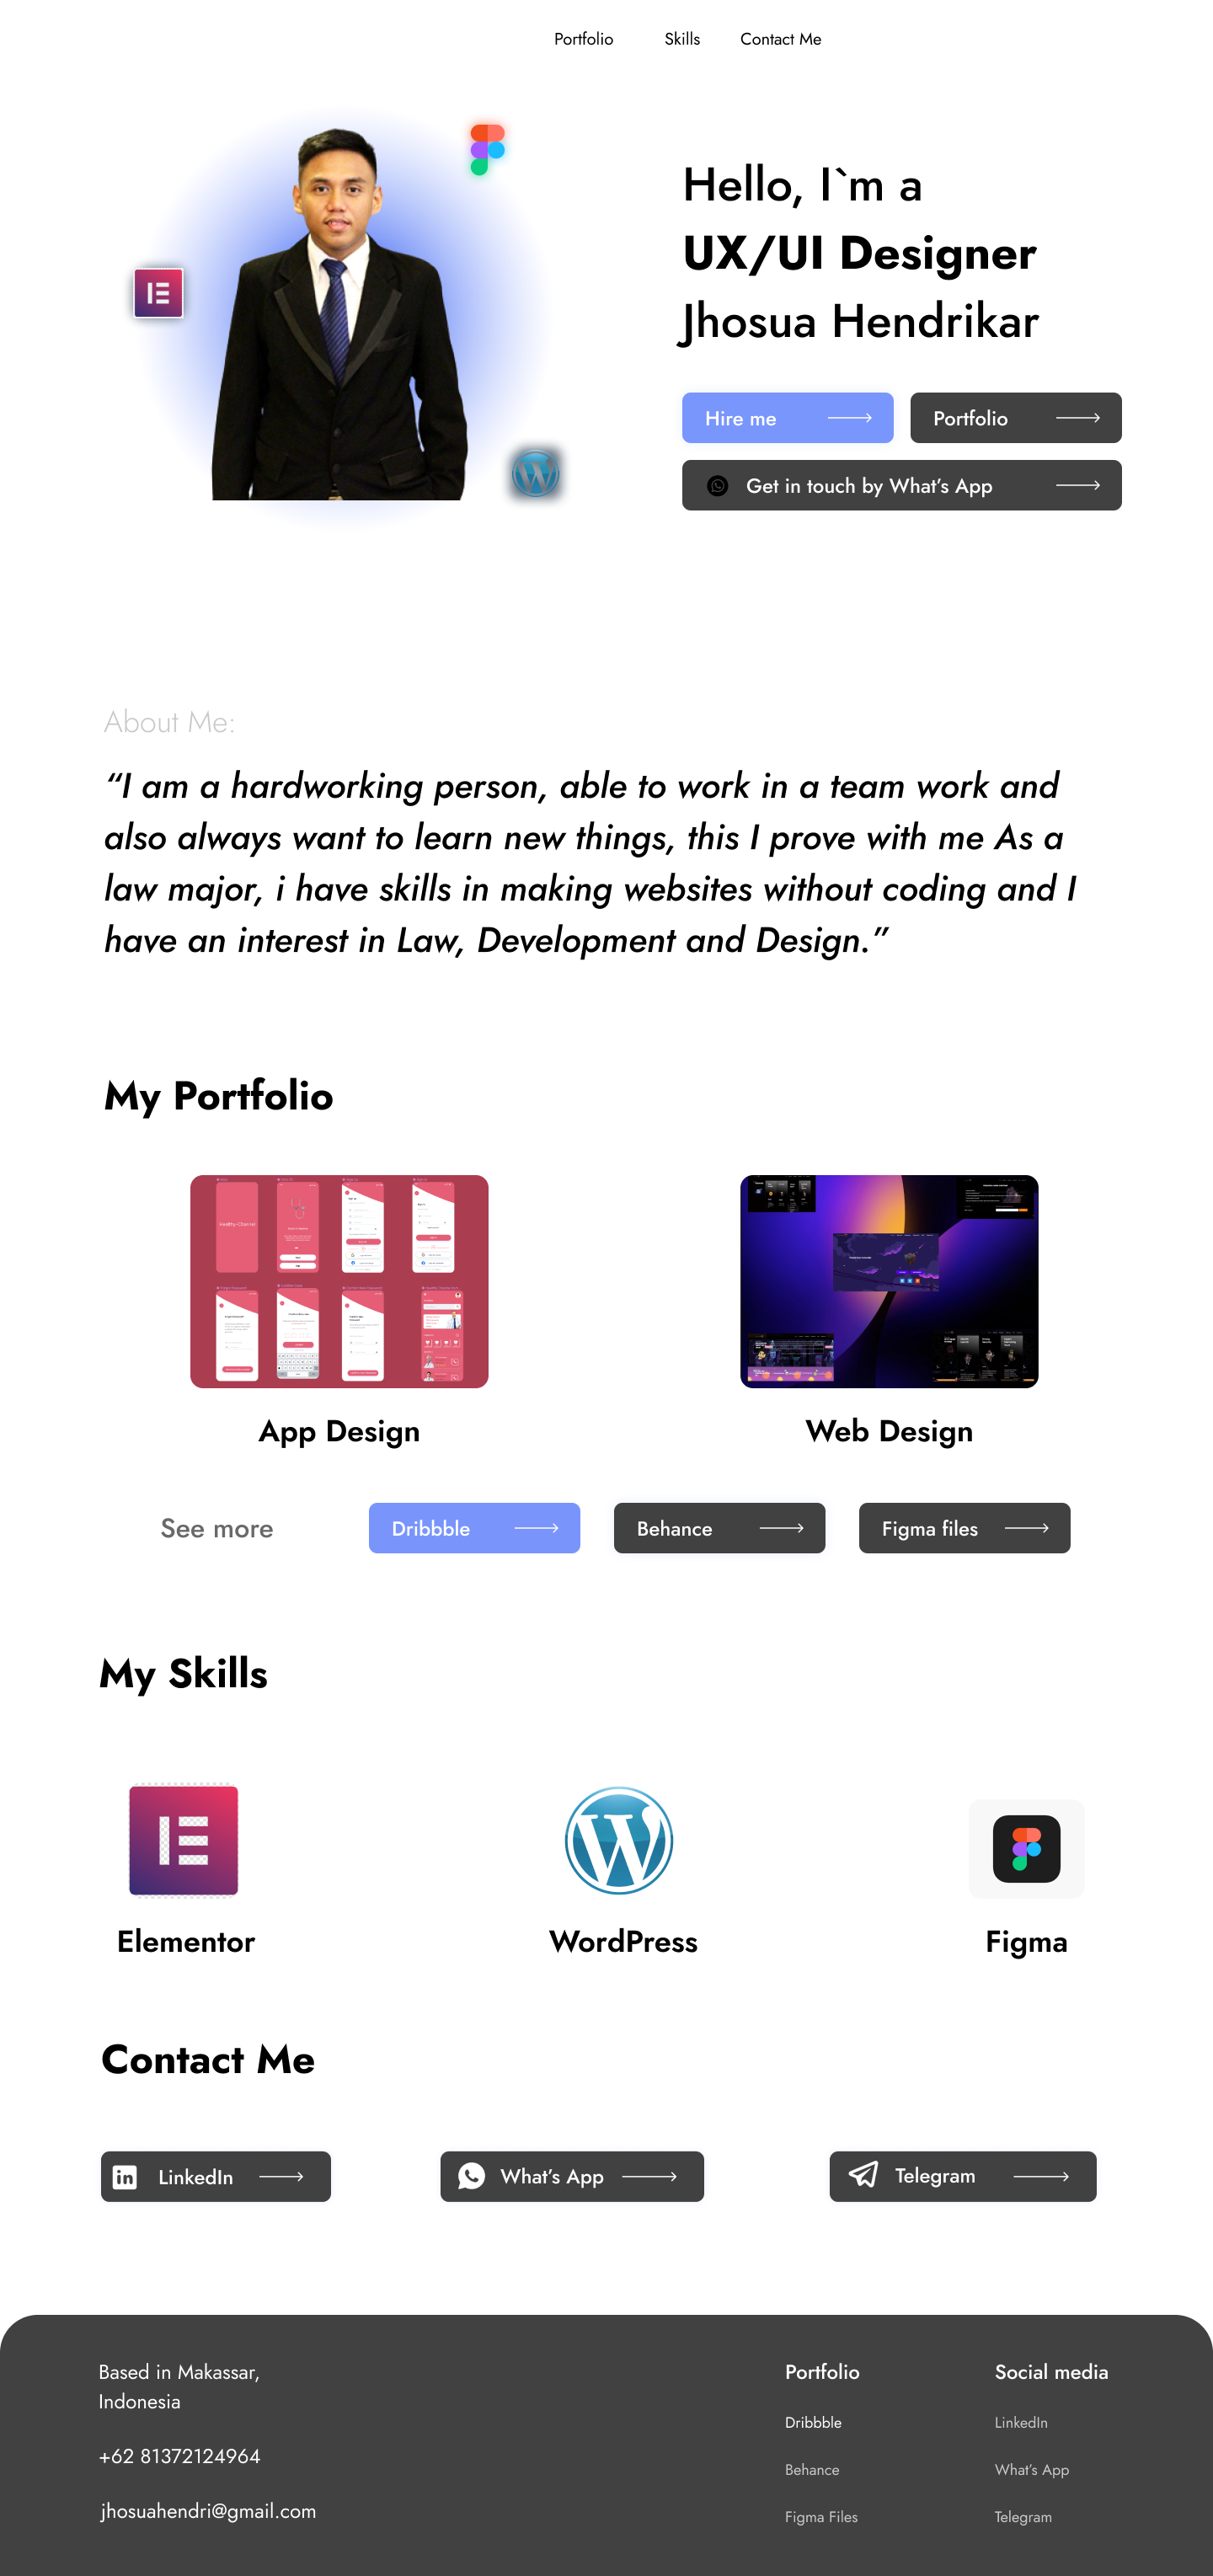 Portfolio Skills Contact Me
Hello, I`m a
UX/UI Designer
Jhosua Hendrikar
Hire me
Portfolio
Get in touch by What’s App
About Me:
“I am a hardworking person, able to work in a team work and
also always want to learn new things, this I prove with me As a
law major, i have skills in making websites without coding and I
have an interest in Law, Development and Design.”
My Portfolio
Healthy-Channel
App Design
Web Design
See more
Dribbble
Behance
Figma files
My Skills
Elementor
WordPress
Figma
Contact Me
LinkedIn
What’s App
Telegram
Based in Makassar,
Indonesia
+62 81372124964
jhosuahendri@gmail.com
Portfolio
Dribbble
Behance
Figma Files
Social media
LinkedIn
What’s App
Telegram